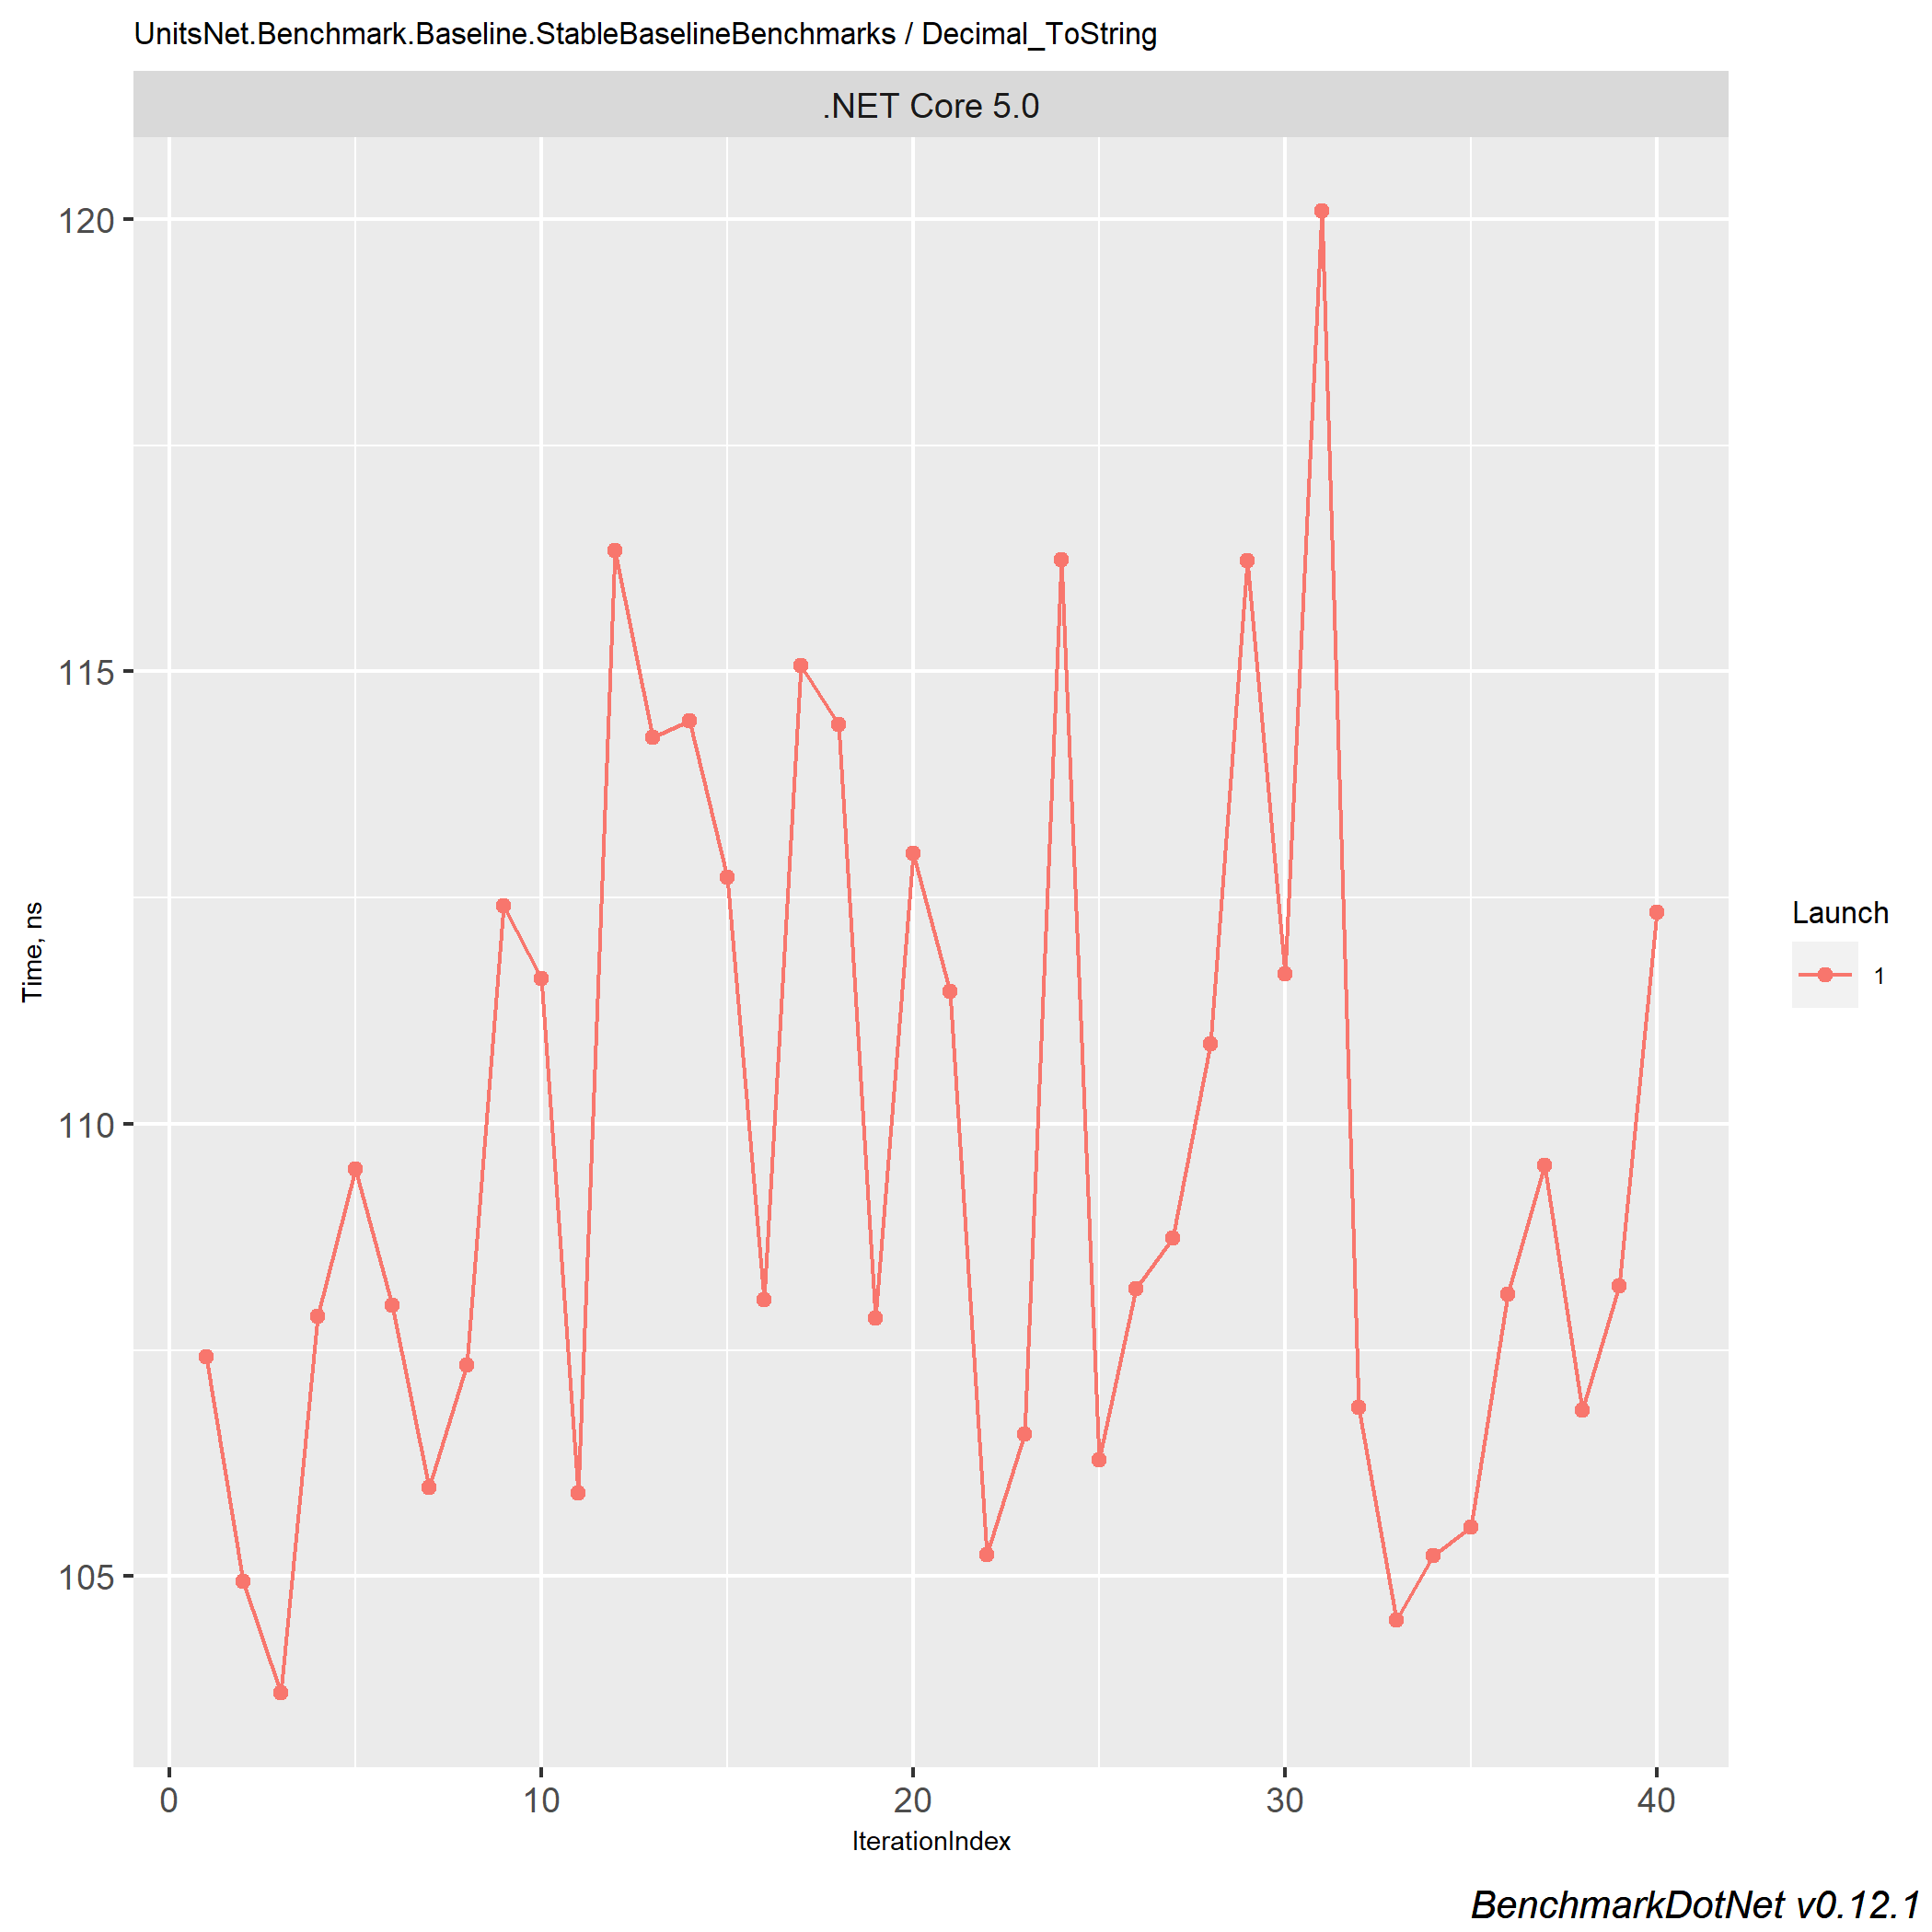 UnitsNet.Benchmark.Baseline.StableBaselineBenchmarks / Decimal_ToString
.NET Core 5.0
120
115
110
105
Time, ns
0 10 20 30 40
IterationIndex
Launch
1
BenchmarkDotNet v0.12.1